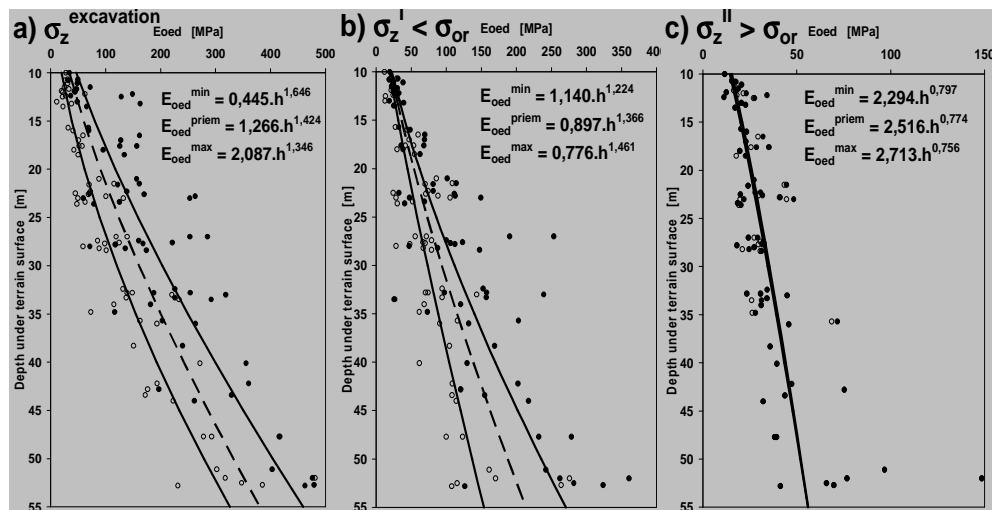 a) σz excavation Eoed [MPa]
0 100 200 300 400 500
Eoed min = 0,445.h1,646
Eoed priem = 1,266.h1,424
Eoed max = 2,087.h1,346
Depth under terrain surface [m]
10
15
20
25
30
35
40
45
50
55
b) σz I < σor Eoed [MPa]
0 50 100 150 200 250 300 350 400
Eoed min = 1,140.h1,224
Eoed priem = 0,897.h1,366
Eoed max = 0,776.h1,461
Depth under terrain surface [m]
10
15
20
25
30
35
40
45
50
55
c) σz II > σor Eoed [MPa]
0 50 100 150
Eoed min = 2,294.h0,797
Eoed priem = 2,516.h0,774
Eoed max = 2,713.h0,756
Depth under terrain surface [m]
10
15
20
25
30
35
40
45
50
55